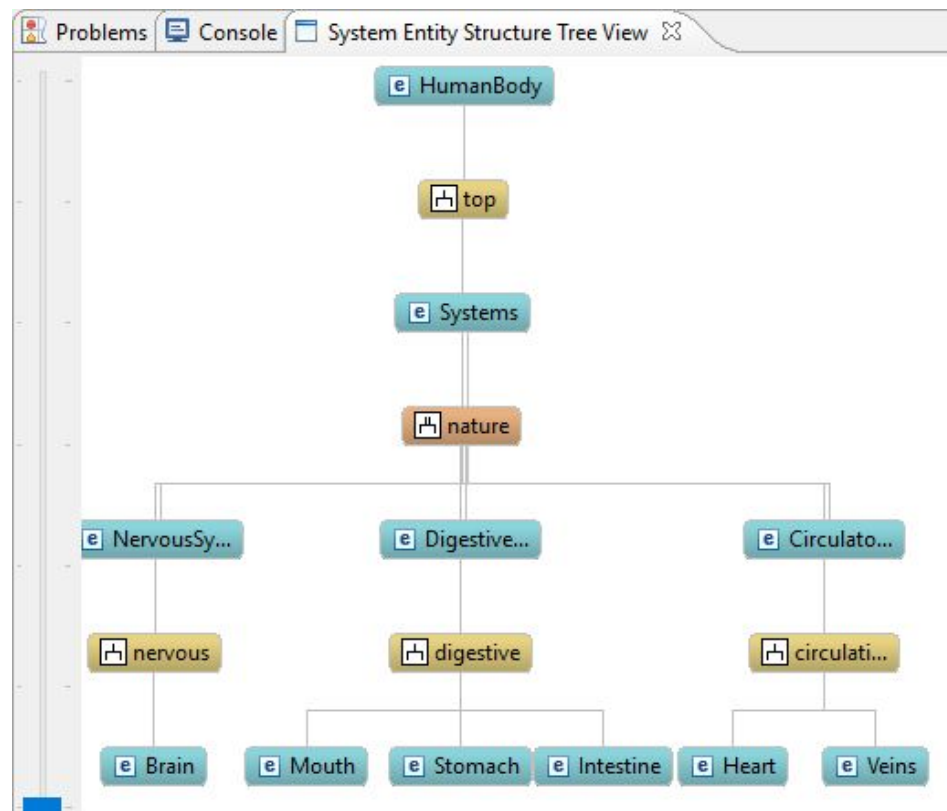 Problems Console System Entity Structure Tree View
e HumanBody
top
e Systems
nature
e NervousSy... e Digestive... e Circulato...
nervous digestive circulati...
e Brain e Mouth e Stomach e Intestine e Heart e Veins